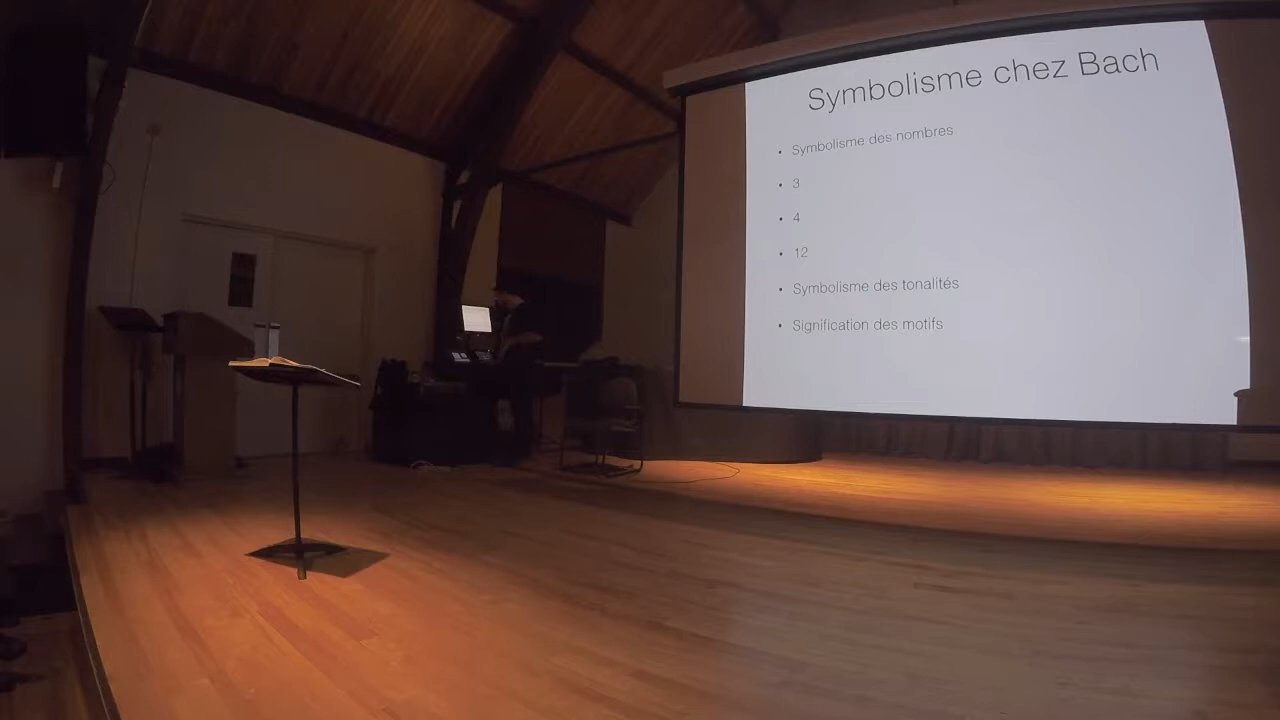 Symbolisme chez Bach
• Symbolisme des nombres
• 3
• 4
• 12
• Symbolisme des tonalités
• Signification des motifs